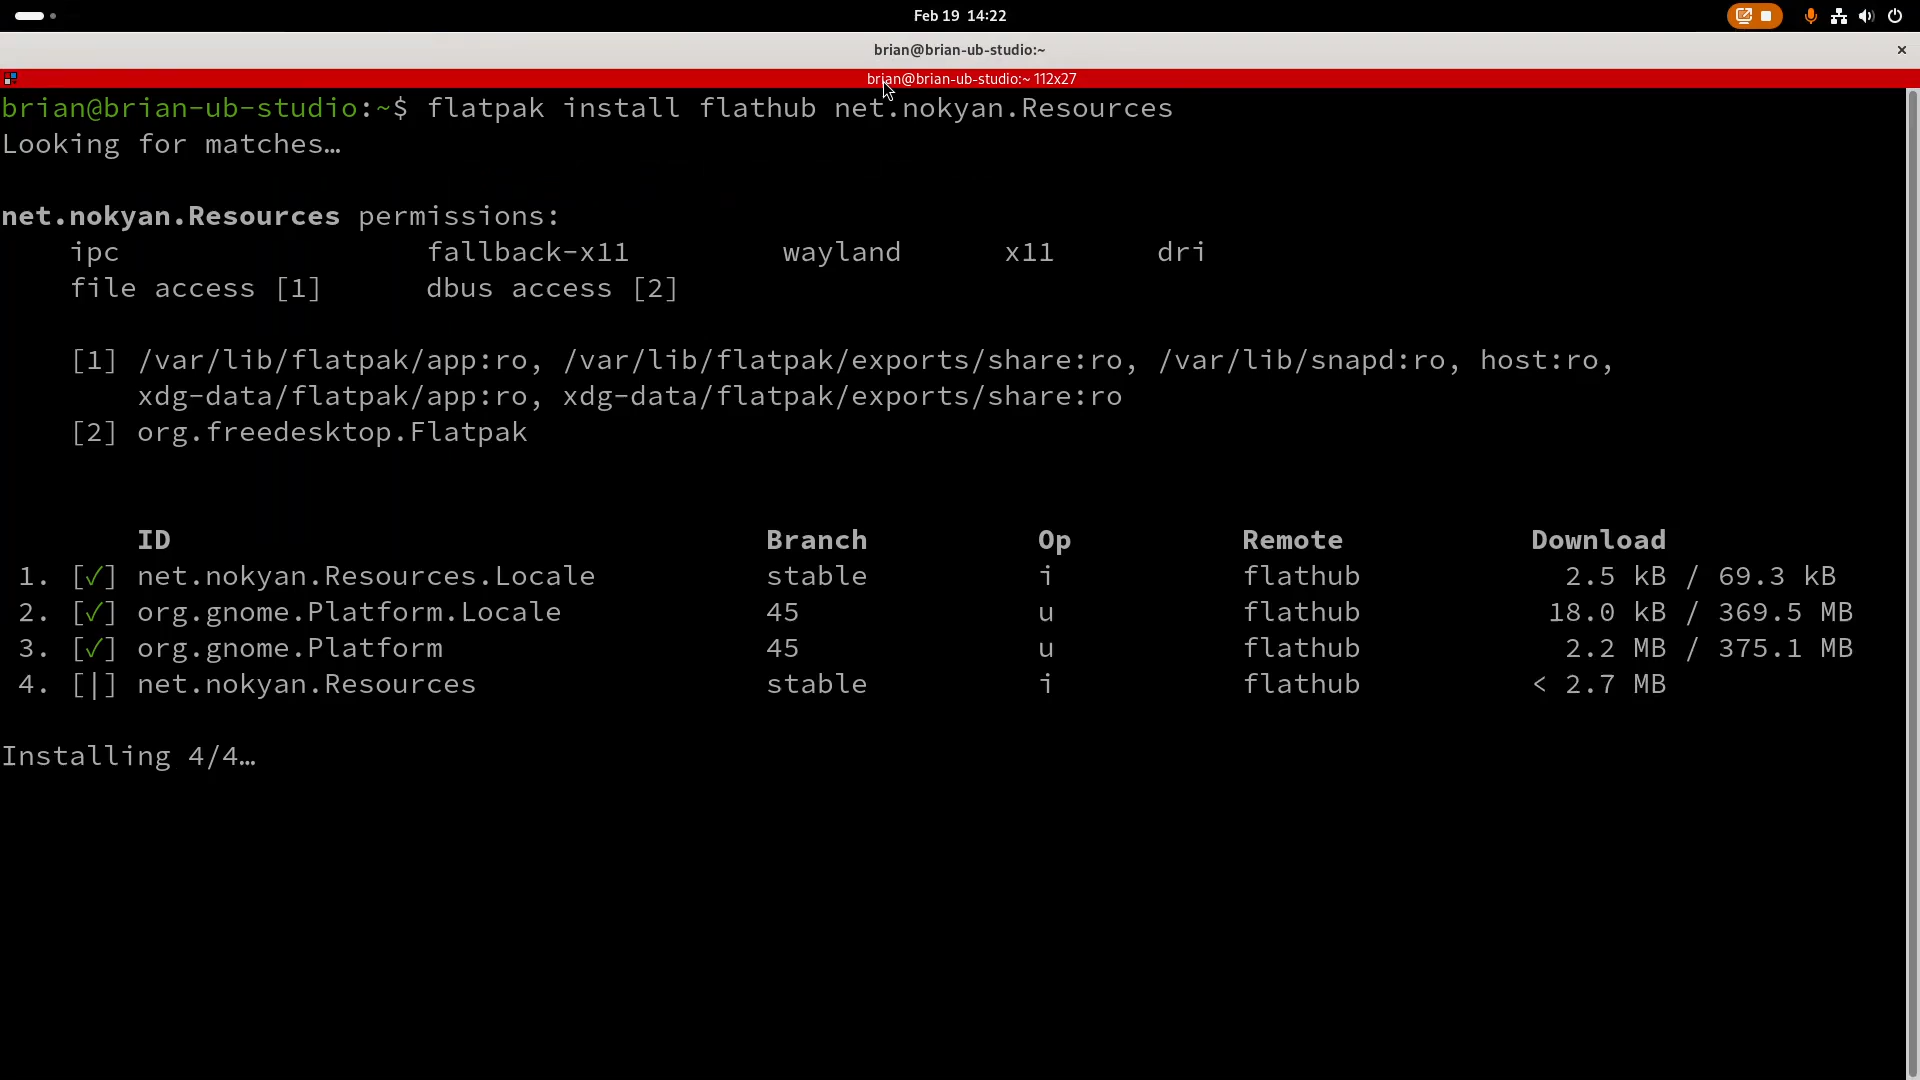 Feb 19 14:22
brian@brian-ub-studio:~
brian@brian-ub-studio:~ 112x27
brian@brian-ub-studio:~$ flatpak install flathub net.nokyan.Resources
Looking for matches…
net.nokyan.Resources permissions:
ipc fallback-x11 wayland x11 dri
file access [1] dbus access [2]
[1] /var/lib/flatpak/app:ro, /var/lib/flatpak/exports/share:ro, /var/lib/snapd:ro, host:ro,
xdg-data/flatpak/app:ro, xdg-data/flatpak/exports/share:ro
[2] org.freedesktop.Flatpak
ID Branch Op Remote Download
1. [✓] net.nokyan.Resources.Locale stable i flathub 2.5 kB / 69.3 kB
2. [✓] org.gnome.Platform.Locale 45 u flathub 18.0 kB / 369.5 MB
3. [✓] org.gnome.Platform 45 u flathub 2.2 MB / 375.1 MB
4. [|] net.nokyan.Resources stable i flathub < 2.7 MB
Installing 4/4…